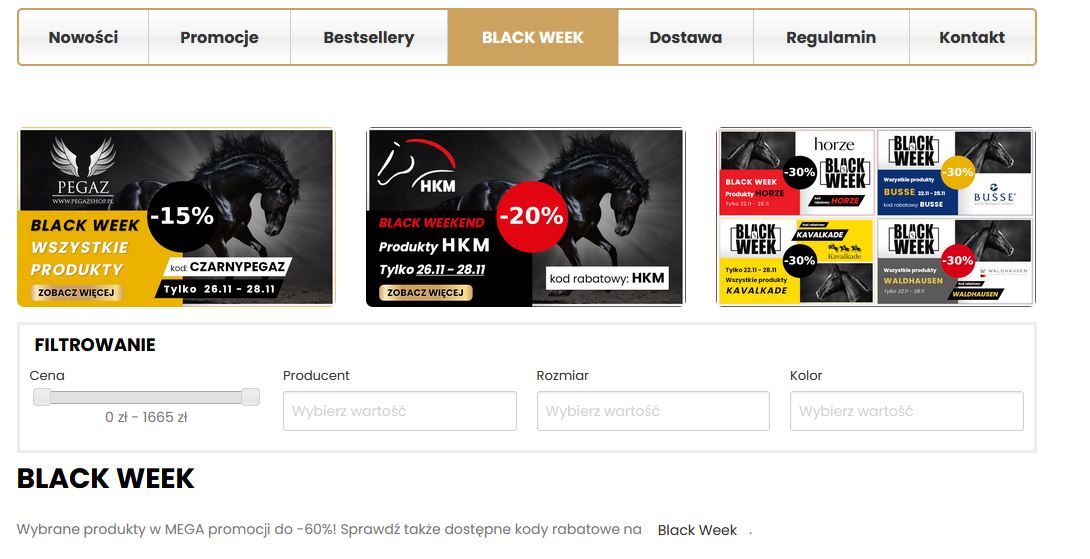 Nowości Promocje Bestsellery BLACK WEEK Dostawa Regulamin Kontakt
PEGAZ
WWW.PEGAZSHOP.PL
BLACK WEEK
-15%
WSZYSTKIE
PRODUKTY
kod: CZARNYPEGAZ
ZOBACZ WIĘCEJ
Tylko 26.11 - 28.11
HKM
BLACK WEEKEND
-20%
Produkty HKM
Tylko 26.11 - 28.11
kod rabatowy: HKM
ZOBACZ WIĘCEJ
horze
BLACK WEEK
-30%
BLACK WEEK
Produkty HORZE
Tylko 22.11 - 28.11
kod rabatowy
HORZE
BLACK WEEK
-30%
Wszystkie produkty
BUSSE 22.11 - 28.11
kod rabatowy: BUSSE
BUSSE
BLACK WEEK
kod rabatowy
KAVALKADE
-30%
Kavalkade
Tylko 22.11 - 28.11
Wszystkie produkty
KAVALKADE
BLACK WEEK
-30%
Wszystkie produkty
WALDHAUSEN
Tylko 22.11 - 28.11
WALDHAUSEN
kod rabatowy
WALDHAUSEN
FILTROWANIE
Cena Producent Rozmiar Kolor
Wybierz wartość Wybierz wartość Wybierz wartość
0 zł - 1665 zł
BLACK WEEK
Wybrane produkty w MEGA promocji do -60%! Sprawdź także dostępne kody rabatowe na Black Week .